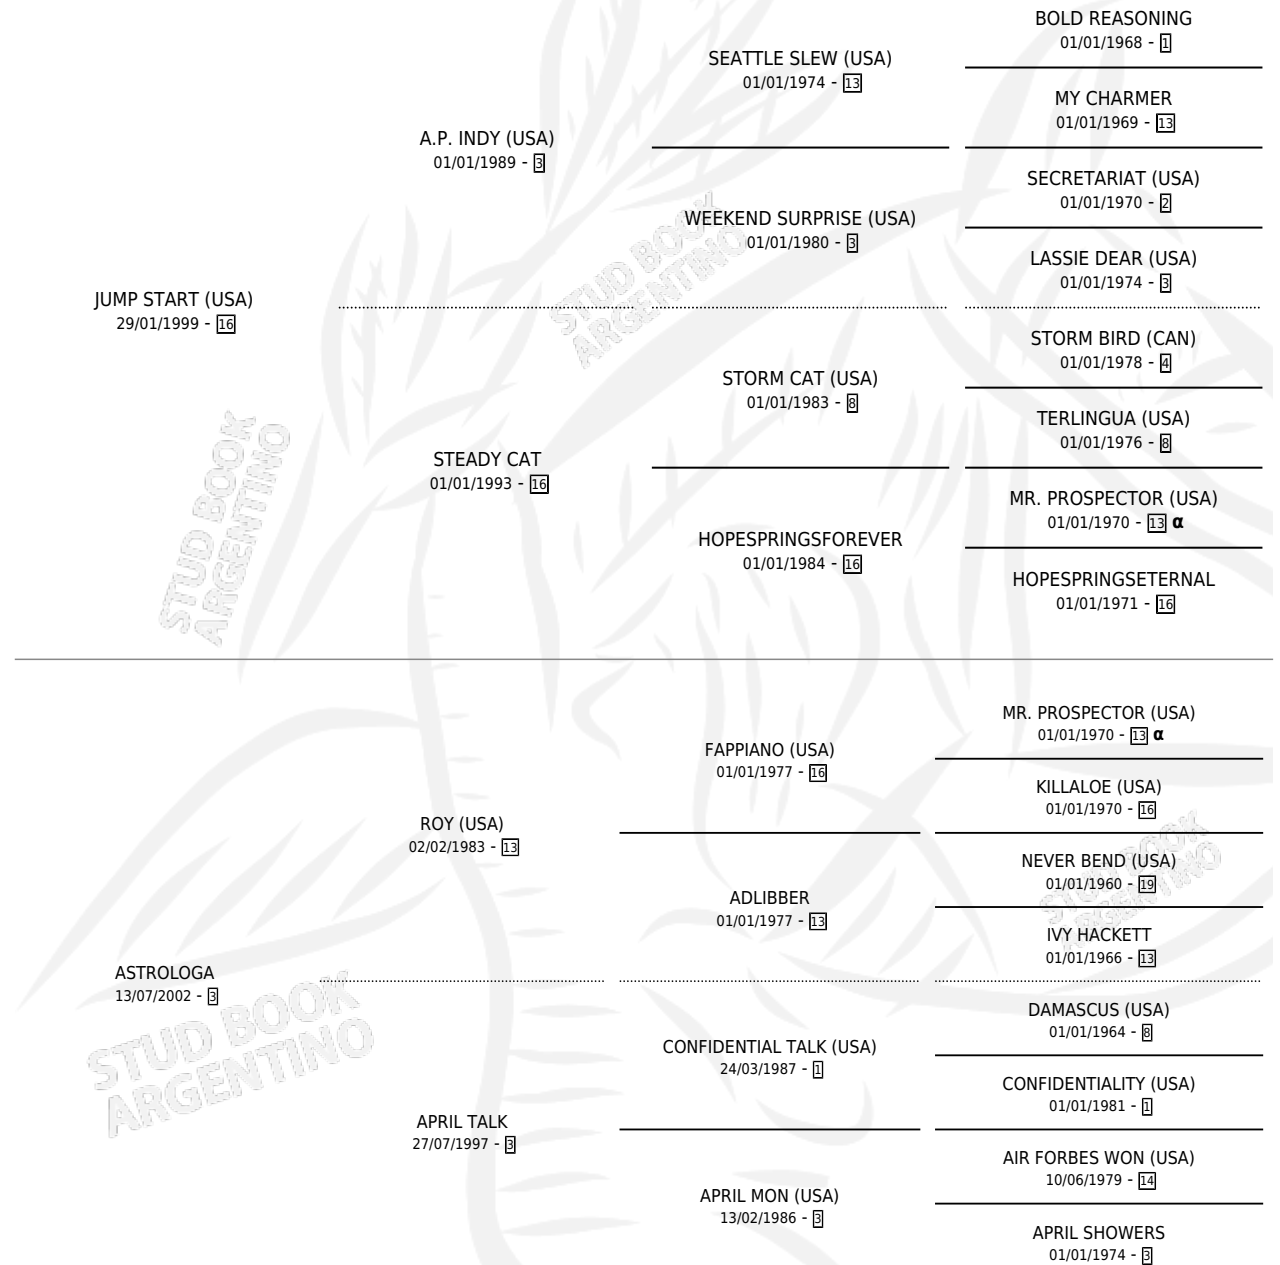 BOLD REASONING
01/01/1968 - 1
SEATTLE SLEW (USA)
01/01/1974 - 13
MY CHARMER
01/01/1969 - 13
A.P. INDY (USA)
01/01/1989 - 3
SECRETARIAT (USA)
01/01/1970 - 2
WEEKEND SURPRISE (USA)
01/01/1980 - 3
LASSIE DEAR (USA)
01/01/1974 - 3
JUMP START (USA)
29/01/1999 - 16
STORM BIRD (CAN)
01/01/1978 - 4
STORM CAT (USA)
01/01/1983 - 8
TERLINGUA (USA)
01/01/1976 - 8
STEADY CAT
01/01/1993 - 16
MR. PROSPECTOR (USA)
01/01/1970 - 13 α
HOPESPRINGSFOREVER
01/01/1984 - 16
HOPESPRINGSETERNAL
01/01/1971 - 16
MR. PROSPECTOR (USA)
01/01/1970 - 13 α
FAPPIANO (USA)
01/01/1977 - 16
KILLALOE (USA)
01/01/1970 - 16
ROY (USA)
02/02/1983 - 13
NEVER BEND (USA)
01/01/1960 - 19
ADLIBBER
01/01/1977 - 13
IVY HACKETT
01/01/1966 - 13
ASTROLOGA
13/07/2002 - 3
DAMASCUS (USA)
01/01/1964 - 8
CONFIDENTIAL TALK (USA)
24/03/1987 - 1
CONFIDENTIALITY (USA)
01/01/1981 - 1
APRIL TALK
27/07/1997 - 3
AIR FORBES WON (USA)
10/06/1979 - 14
APRIL MON (USA)
13/02/1986 - 3
APRIL SHOWERS
01/01/1974 - 3
STUD BOOK
ARGENTINO
STUD BOOK
ARGENTINO
STUD BOOK
ARGENTINO
STUD BOOK
ARGENTINO